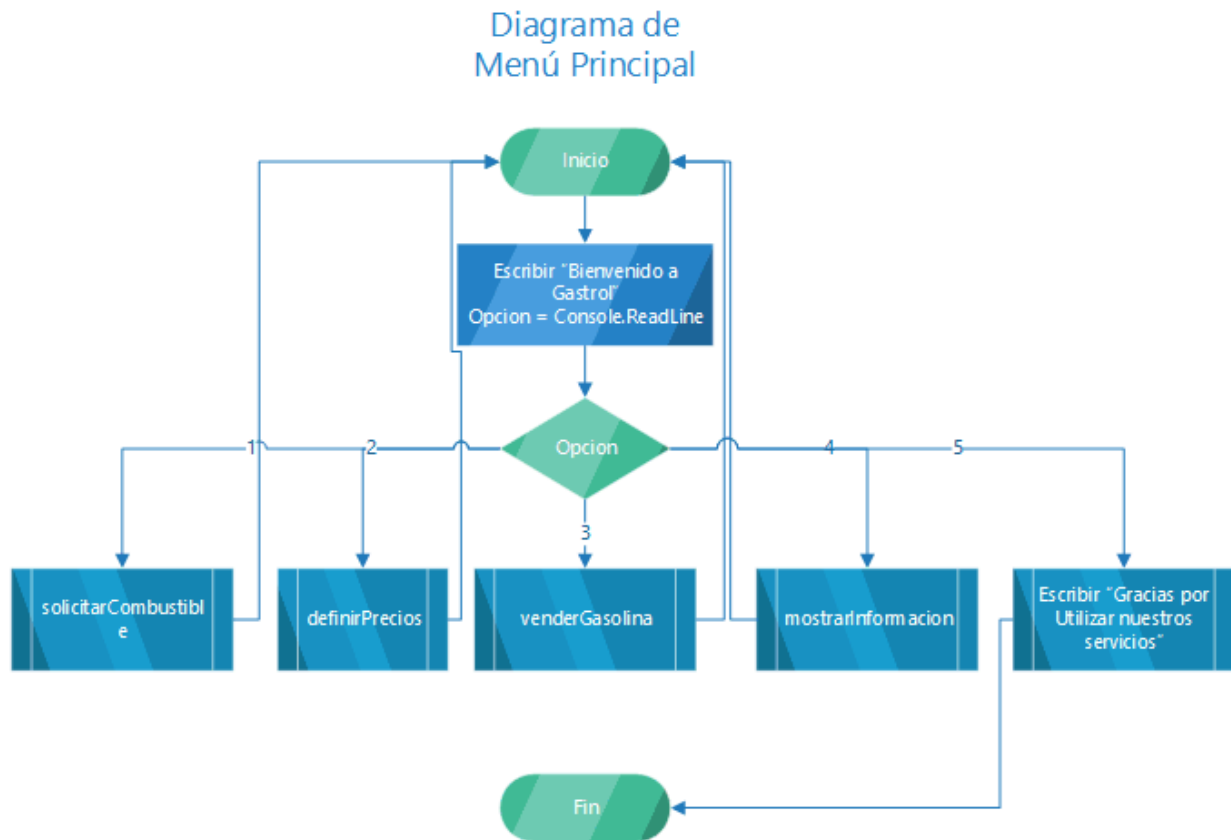 Diagrama de
Menú Principal
Inicio
Escribir "Bienvenido a
Gastrol"
Opcion = Console.ReadLine
Opcion
1
2
3
4
5
solicitarCombustibl
e
definirPrecios
venderGasolina
mostrarInformacion
Escribir "Gracias por
Utilizar nuestros
servicios"
Fin